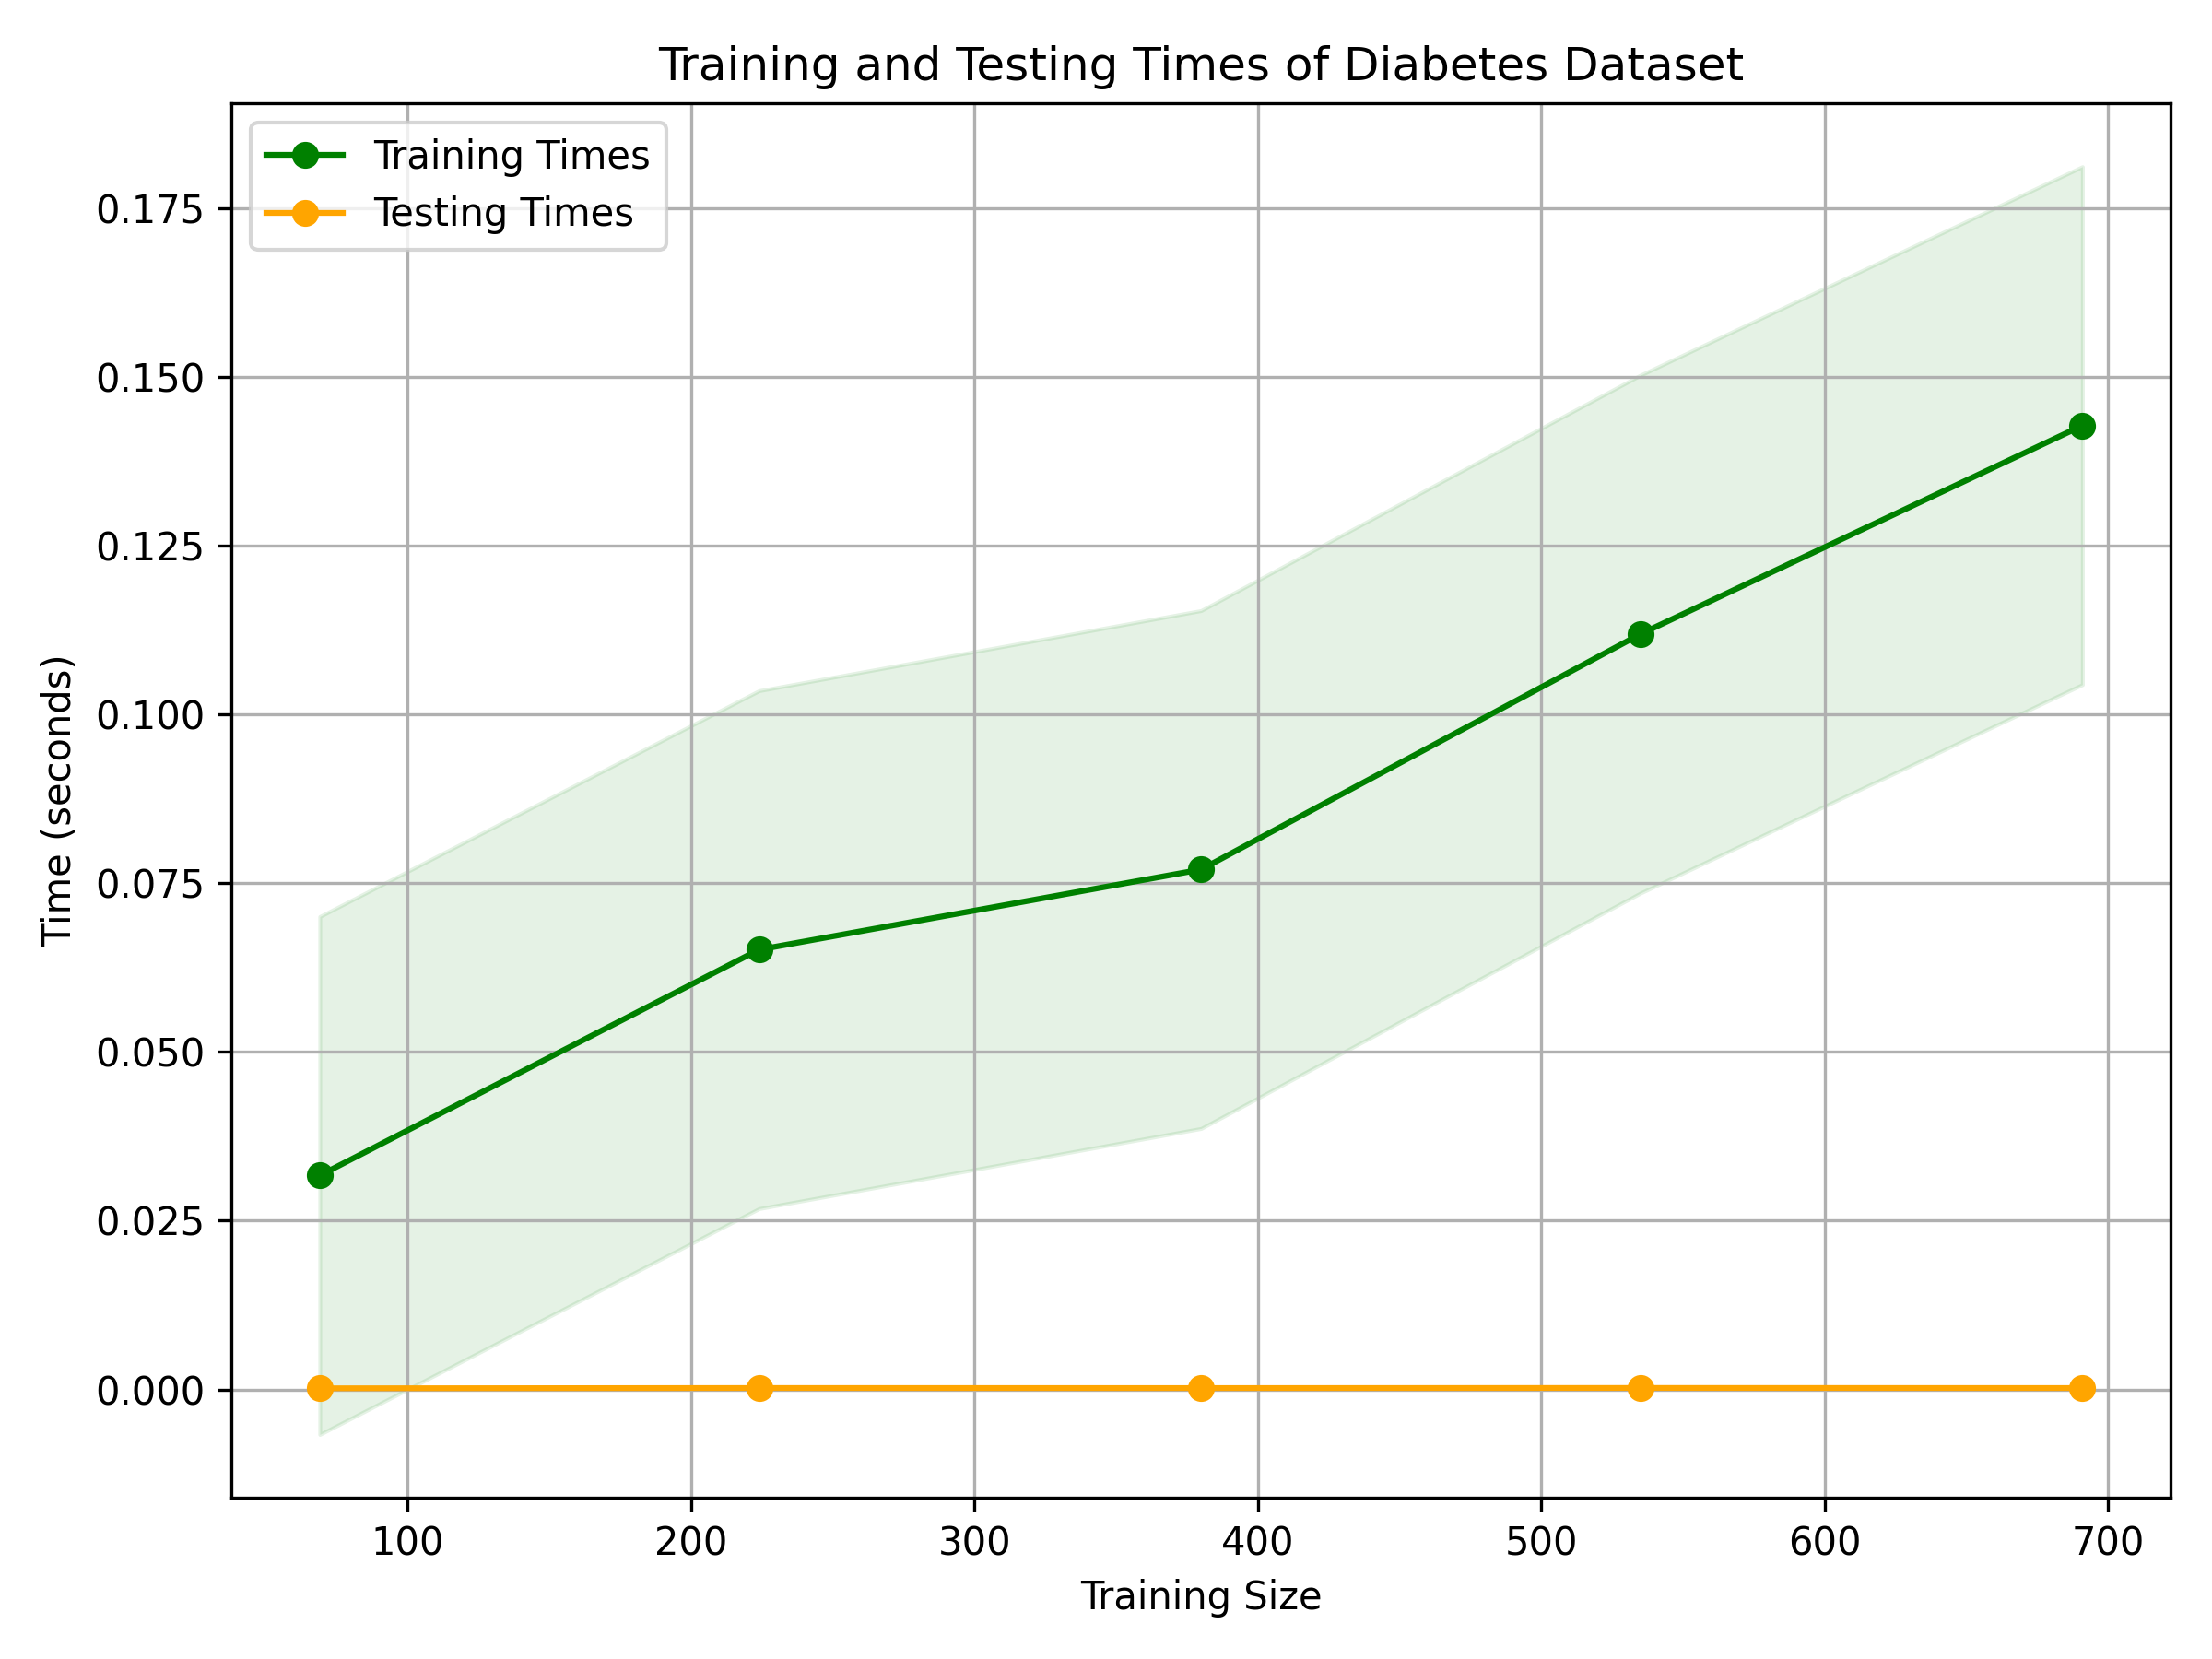 Training and Testing Times of Diabetes Dataset
Training Times
Testing Times
Time (seconds)
0.175
0.150
0.125
0.100
0.075
0.050
0.025
0.000
100 200 300 400 500 600 700
Training Size